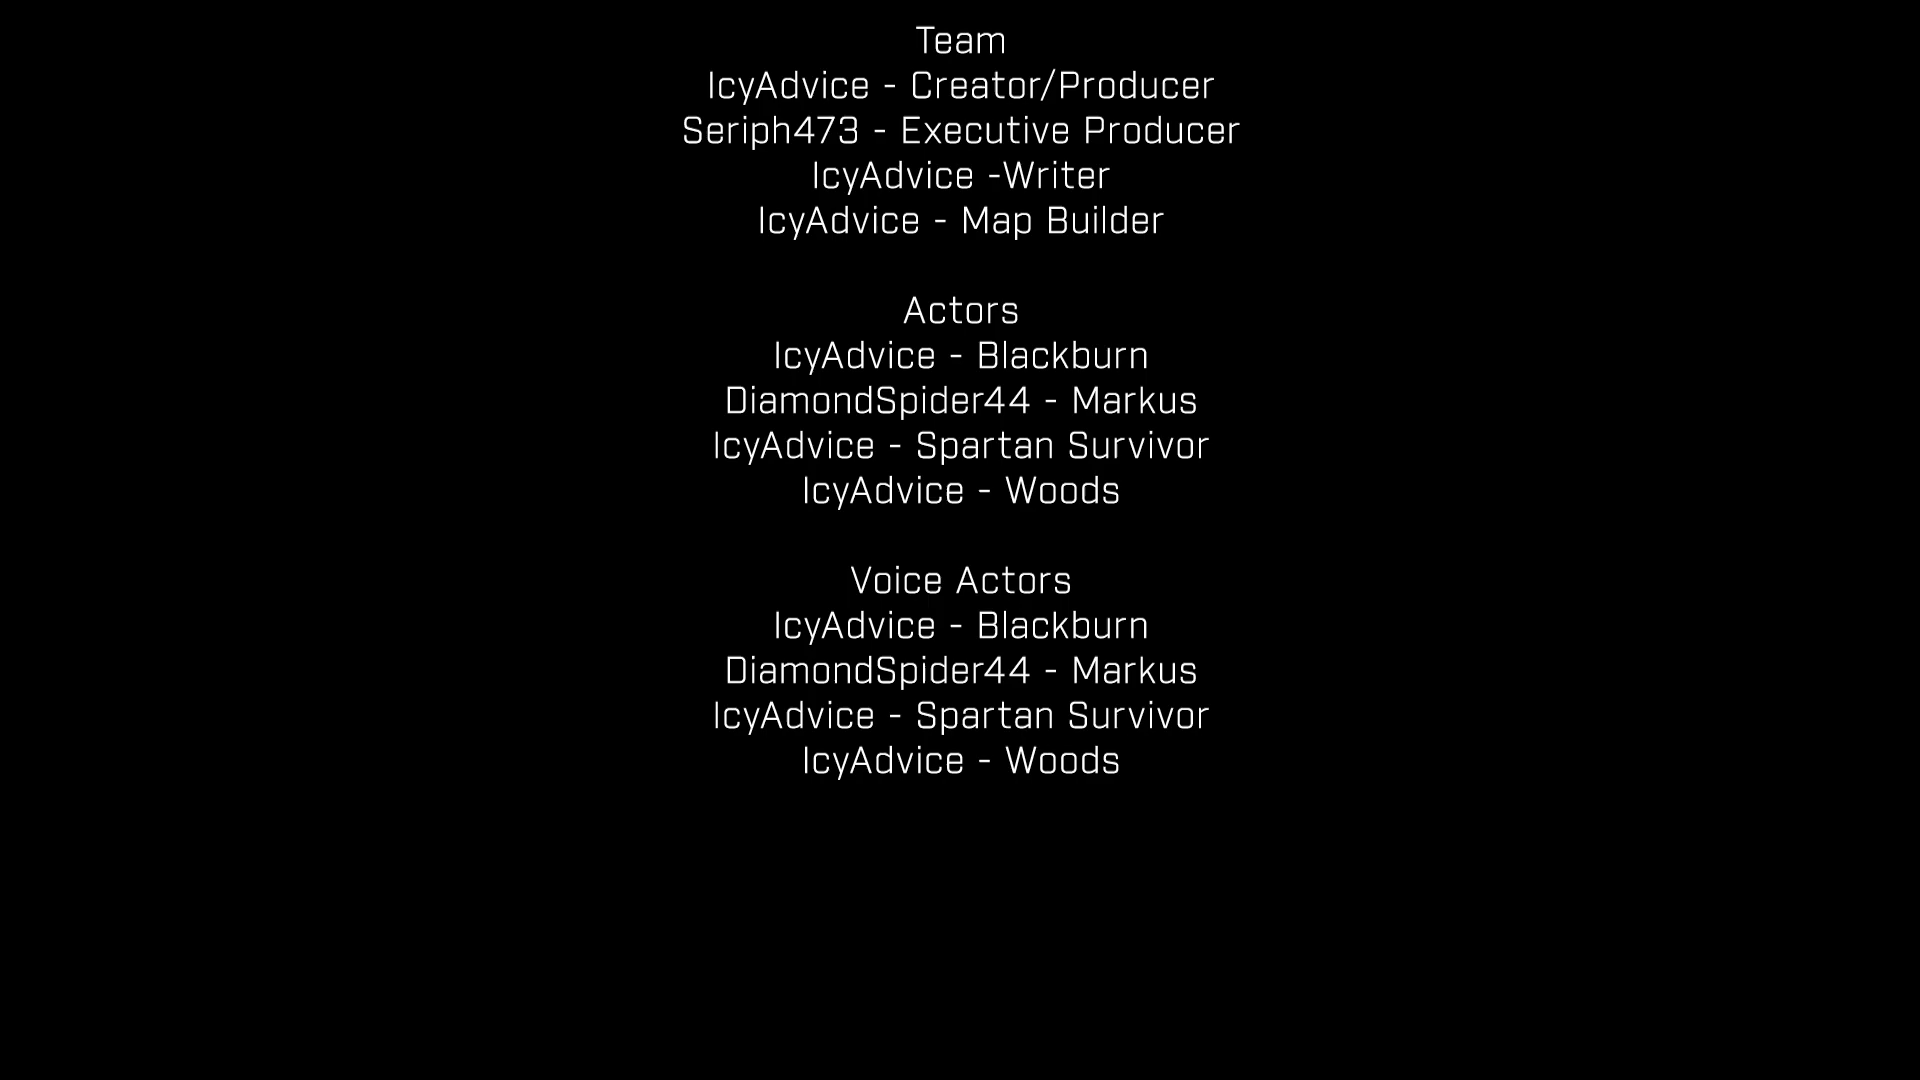 Team
IcyAdvice - Creator/Producer
Seriph473 - Executive Producer
IcyAdvice -Writer
IcyAdvice - Map Builder
Actors
IcyAdvice - Blackburn
DiamondSpider44 - Markus
IcyAdvice - Spartan Survivor
IcyAdvice - Woods
Voice Actors
IcyAdvice - Blackburn
DiamondSpider44 - Markus
IcyAdvice - Spartan Survivor
IcyAdvice - Woods